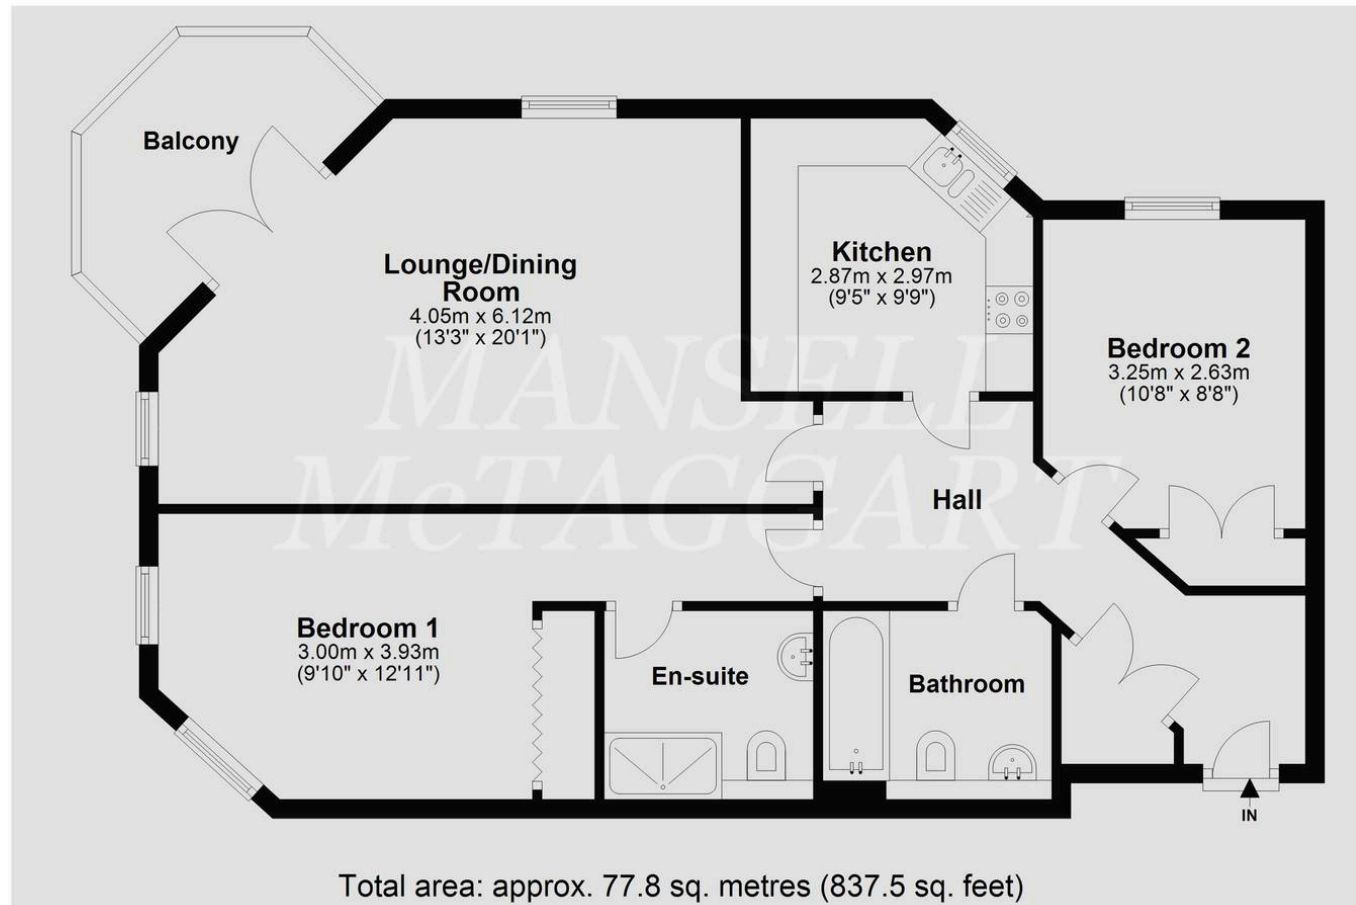 Balcony
Lounge/Dining
Room
4.05m x 6.12m
(13'3" x 20'1")
Kitchen
2.87m x 2.97m
(9'5" x 9'9")
Bedroom 2
3.25m x 2.63m
(10'8" x 8'8")
MANSELL
McTAGGART
Hall
Bedroom 1
3.00m x 3.93m
(9'10" x 12'11")
En-suite
Bathroom
IN
Total area: approx. 77.8 sq. metres (837.5 sq. feet)